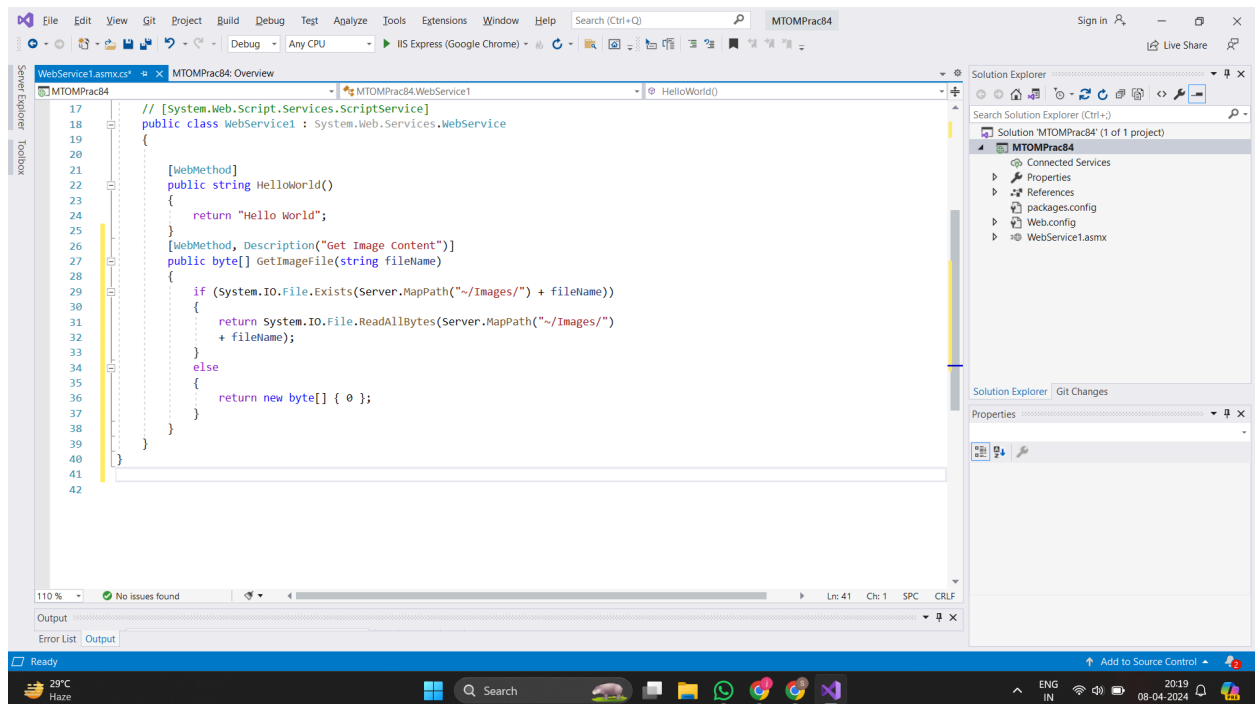 File Edit View Git Project Build Debug Test Analyze Tools Extensions Window Help Search (Ctrl+Q) MTOMPrac84 Sign in
Debug Any CPU IIS Express (Google Chrome) Live Share
Server Explorer
Toolbox
WebService1.asmx.cs* MTOMPrac84: Overview
MTOMPrac84 MTOMPrac84.WebService1 HelloWorld()
17 // [System.Web.Script.Services.ScriptService]
18 public class WebService1 : System.Web.Services.WebService
19 {
20
21 [WebMethod]
22 public string HelloWorld()
23 {
24 return "Hello World";
25 }
26 [WebMethod, Description("Get Image Content")]
27 public byte[] GetImageFile(string fileName)
28 {
29 if (System.IO.File.Exists(Server.MapPath("~/Images/") + fileName))
30 {
31 return System.IO.File.ReadAllBytes(Server.MapPath("~/Images/")
32 + fileName);
33 }
34 else
35 {
36 return new byte[] { 0 };
37 }
38 }
39 }
40 }
41
42
110 % No issues found Ln: 41 Ch: 1 SPC CRLF
Output
Error List Output
Solution Explorer
Search Solution Explorer (Ctrl+;)
Solution 'MTOMPrac84' (1 of 1 project)
MTOMPrac84
Connected Services
Properties
References
packages.config
Web.config
WebService1.asmx
Solution Explorer Git Changes
Properties
Ready Add to Source Control 2
29°C
Haze
Search
ENG
IN
20:19
08-04-2024